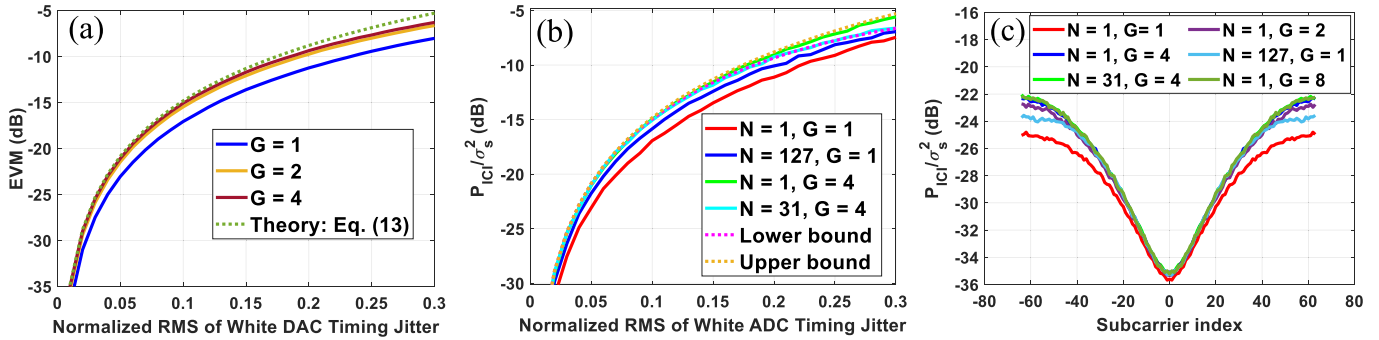 (a)
-5
-10
-15
-20
-25
-30
-35
EVM (dB)
G = 1
G = 2
G = 4
Theory: Eq. (13)
0 0.05 0.1 0.15 0.2 0.25 0.3
Normalized RMS of White DAC Timing Jitter
(b)
-5
-10
-15
-20
-25
-30
P_ICI/σ_s^2 (dB)
N = 1, G = 1
N = 127, G = 1
N = 1, G = 4
N = 31, G = 4
Lower bound
Upper bound
0 0.05 0.1 0.15 0.2 0.25 0.3
Normalized RMS of White ADC Timing Jitter
(c)
-16
-18
-20
-22
-24
-26
-28
-30
-32
-34
-36
P_ICI/σ_s^2 (dB)
N = 1, G= 1 N = 1, G = 2
N = 1, G = 4 N = 127, G = 1
N = 31, G = 4 N = 1, G = 8
-80 -60 -40 -20 0 20 40 60 80
Subcarrier index